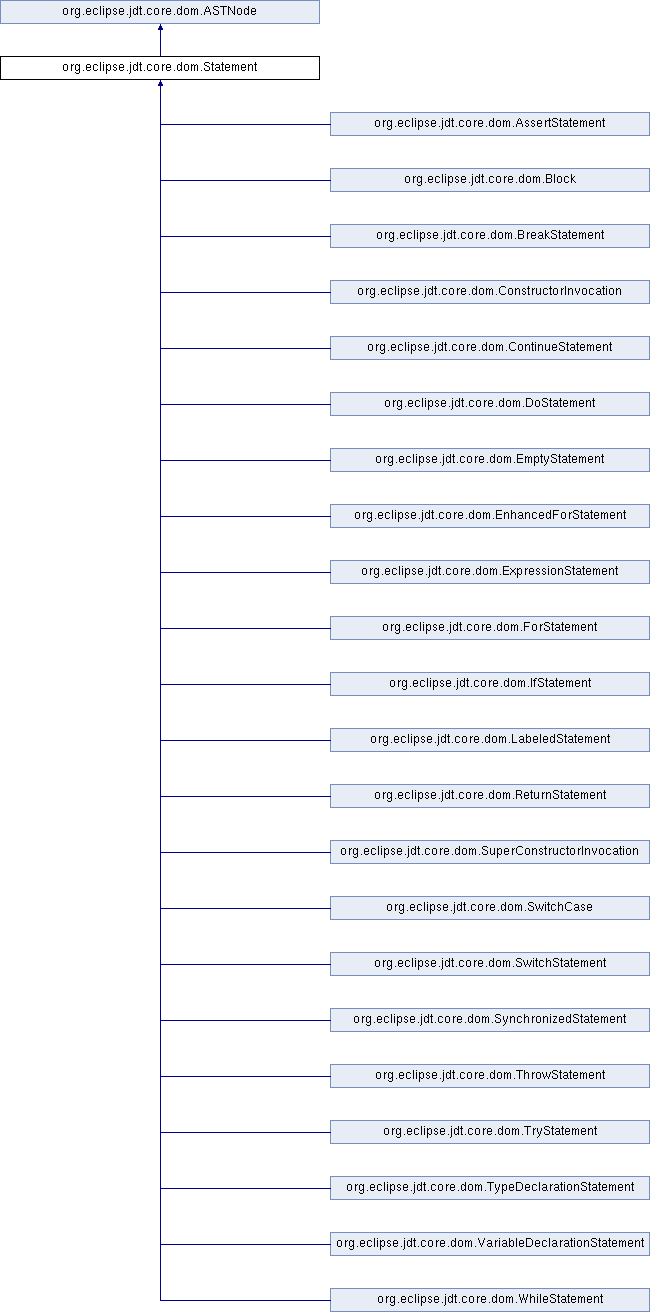 org.eclipse.jdt.core.dom.ASTNode
org.eclipse.jdt.core.dom.Statement
org.eclipse.jdt.core.dom.AssertStatement
org.eclipse.jdt.core.dom.Block
org.eclipse.jdt.core.dom.BreakStatement
org.eclipse.jdt.core.dom.ConstructorInvocation
org.eclipse.jdt.core.dom.ContinueStatement
org.eclipse.jdt.core.dom.DoStatement
org.eclipse.jdt.core.dom.EmptyStatement
org.eclipse.jdt.core.dom.EnhancedForStatement
org.eclipse.jdt.core.dom.ExpressionStatement
org.eclipse.jdt.core.dom.ForStatement
org.eclipse.jdt.core.dom.IfStatement
org.eclipse.jdt.core.dom.LabeledStatement
org.eclipse.jdt.core.dom.ReturnStatement
org.eclipse.jdt.core.dom.SuperConstructorInvocation
org.eclipse.jdt.core.dom.SwitchCase
org.eclipse.jdt.core.dom.SwitchStatement
org.eclipse.jdt.core.dom.SynchronizedStatement
org.eclipse.jdt.core.dom.ThrowStatement
org.eclipse.jdt.core.dom.TryStatement
org.eclipse.jdt.core.dom.TypeDeclarationStatement
org.eclipse.jdt.core.dom.VariableDeclarationStatement
org.eclipse.jdt.core.dom.WhileStatement